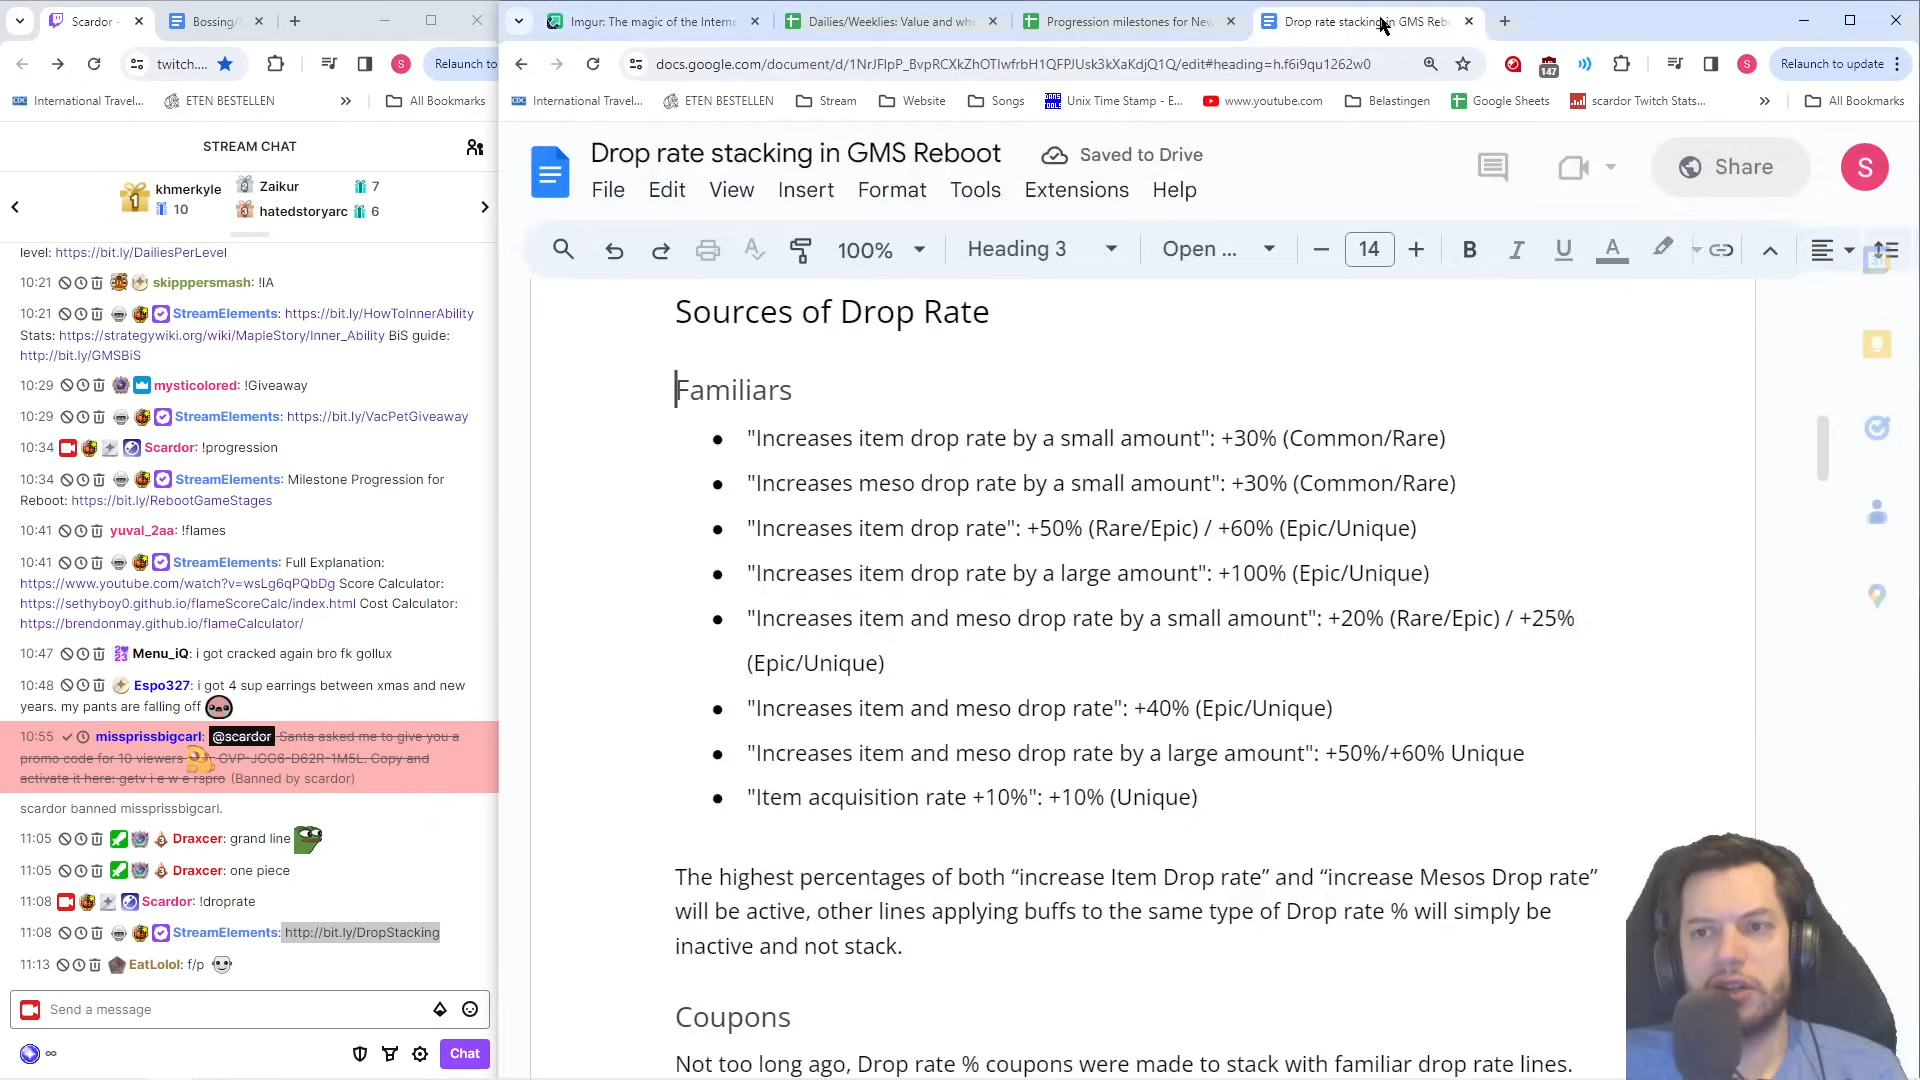 Scardor -
Bossing/
Imgur: The magic of the Interne
Dailies/Weeklies: Value and whe
Progression milestones for New
Drop rate stacking in GMS Reb
twitch....
S
Relaunch to
docs.google.com/document/d/1NrJFIpP_BvpRCXkZhOTIwfrbH1QFPJUsk3kXaKdjQ1Q/edit#heading=h.f6i9qu1262w0
147
S
Relaunch to update
International Travel...
ETEN BESTELLEN
All Bookmarks
International Travel...
ETEN BESTELLEN
Stream
Website
Songs
Unix Time Stamp - E...
www.youtube.com
Belastingen
Google Sheets
scardor Twitch Stats...
All Bookmarks
STREAM CHAT
1
khmerkyle
10
2
Zaikur
7
3
hatedstoryarc
6
level: https://bit.ly/DailiesPerLevel
10:21 skipppersmash: !IA
10:21 StreamElements: https://bit.ly/HowToInnerAbility
Stats: https://strategywiki.org/wiki/MapleStory/Inner_Ability BiS guide:
http://bit.ly/GMSBiS
10:29 mysticolored: !Giveaway
10:29 StreamElements: https://bit.ly/VacPetGiveaway
10:34 Scardor: !progression
10:34 StreamElements: Milestone Progression for
Reboot: https://bit.ly/RebootGameStages
10:41 yuval_2aa: !flames
10:41 StreamElements: Full Explanation:
https://www.youtube.com/watch?v=wsLg6qPQbDg Score Calculator:
https://sethyboy0.github.io/flameScoreCalc/index.html Cost Calculator:
https://brendonmay.github.io/flameCalculator/
10:47 Menu_iQ: i got cracked again bro fk gollux
10:48 Espo327: i got 4 sup earrings between xmas and new
years. my pants are falling off
10:55 missprissbigcarl: @scardor Santa asked me to give you a
promo code for 10 viewers GVP-JGO6-D62R-1M5L. Copy and
activate it here: getv i e w e rspro (Banned by scardor)
scardor banned missprissbigcarl.
11:05 Draxcer: grand line
11:05 Draxcer: one piece
11:08 Scardor: !droprate
11:08 StreamElements: http://bit.ly/DropStacking
11:13 EatLolol: f/p
Send a message
∞
Chat
Drop rate stacking in GMS Reboot
Saved to Drive
Share
S
File Edit View Insert Format Tools Extensions Help
100%
Heading 3
Open ...
14
B
I
U
A
Sources of Drop Rate
Familiars
● "Increases item drop rate by a small amount": +30% (Common/Rare)
● "Increases meso drop rate by a small amount": +30% (Common/Rare)
● "Increases item drop rate": +50% (Rare/Epic) / +60% (Epic/Unique)
● "Increases item drop rate by a large amount": +100% (Epic/Unique)
● "Increases item and meso drop rate by a small amount": +20% (Rare/Epic) / +25%
(Epic/Unique)
● "Increases item and meso drop rate": +40% (Epic/Unique)
● "Increases item and meso drop rate by a large amount": +50%/+60% Unique
● "Item acquisition rate +10%": +10% (Unique)
The highest percentages of both “increase Item Drop rate” and “increase Mesos Drop rate”
will be active, other lines applying buffs to the same type of Drop rate % will simply be
inactive and not stack.
Coupons
Not too long ago, Drop rate % coupons were made to stack with familiar drop rate lines.